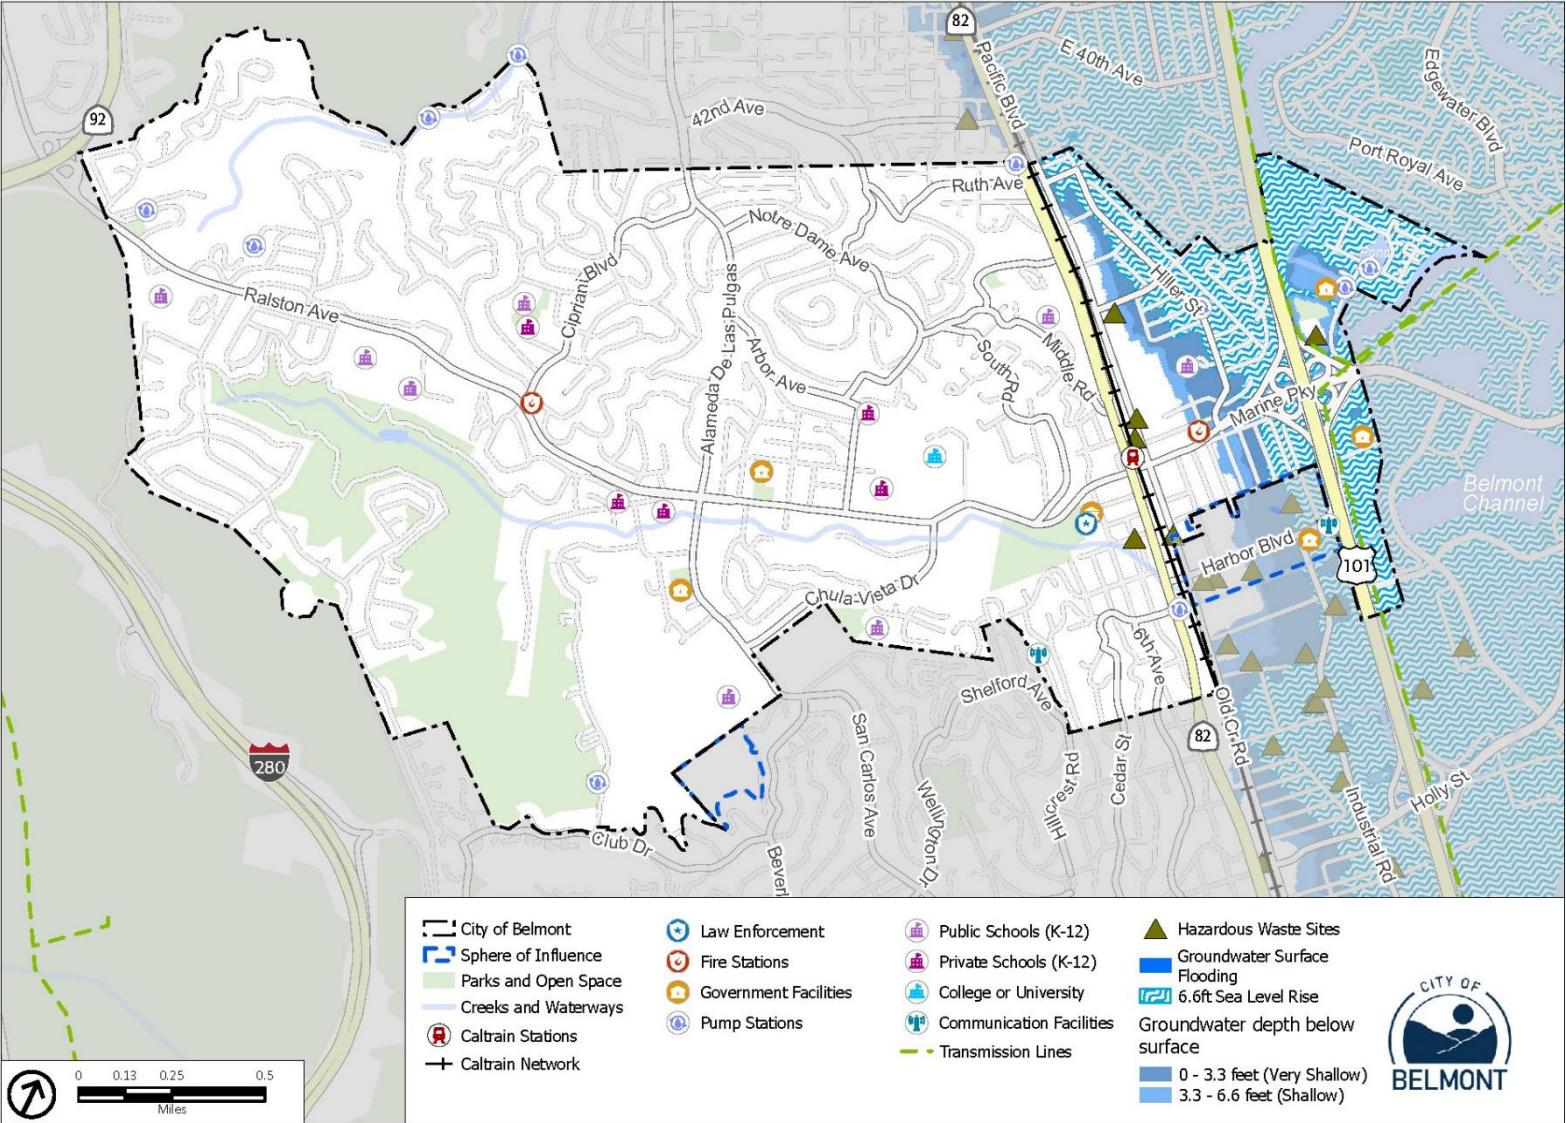 82
Pacific Blvd
E 40th Ave
Edgewater Blvd
92
42nd Ave
Port Royal Ave
Ruth Ave
Notre Dame Ave
Pond
Cipriani Blvd
Hiller St
Ralston Ave
Alameda De Las Pulgas
Arbor Ave
South Rd
Middle Rd
Marine Pky
Belmont
Channel
Harbor Blvd
101
Chula Vista Dr
6th Ave
Shelford Ave
Old Cr Rd
82
280
San Carlos Ave
Wellington Dr
Hillcrest Rd
Cedar St
Industrial Rd
Holly St
Club Dr
Beverl
City of Belmont
Sphere of Influence
Parks and Open Space
Creeks and Waterways
Caltrain Stations
Caltrain Network
Law Enforcement
Fire Stations
Government Facilities
Pump Stations
Public Schools (K-12)
Private Schools (K-12)
College or University
Communication Facilities
Transmission Lines
Hazardous Waste Sites
Groundwater Surface
Flooding
6.6ft Sea Level Rise
Groundwater depth below
surface
0 - 3.3 feet (Very Shallow)
3.3 - 6.6 feet (Shallow)
CITY OF
BELMONT
0 0.13 0.25 0.5
Miles